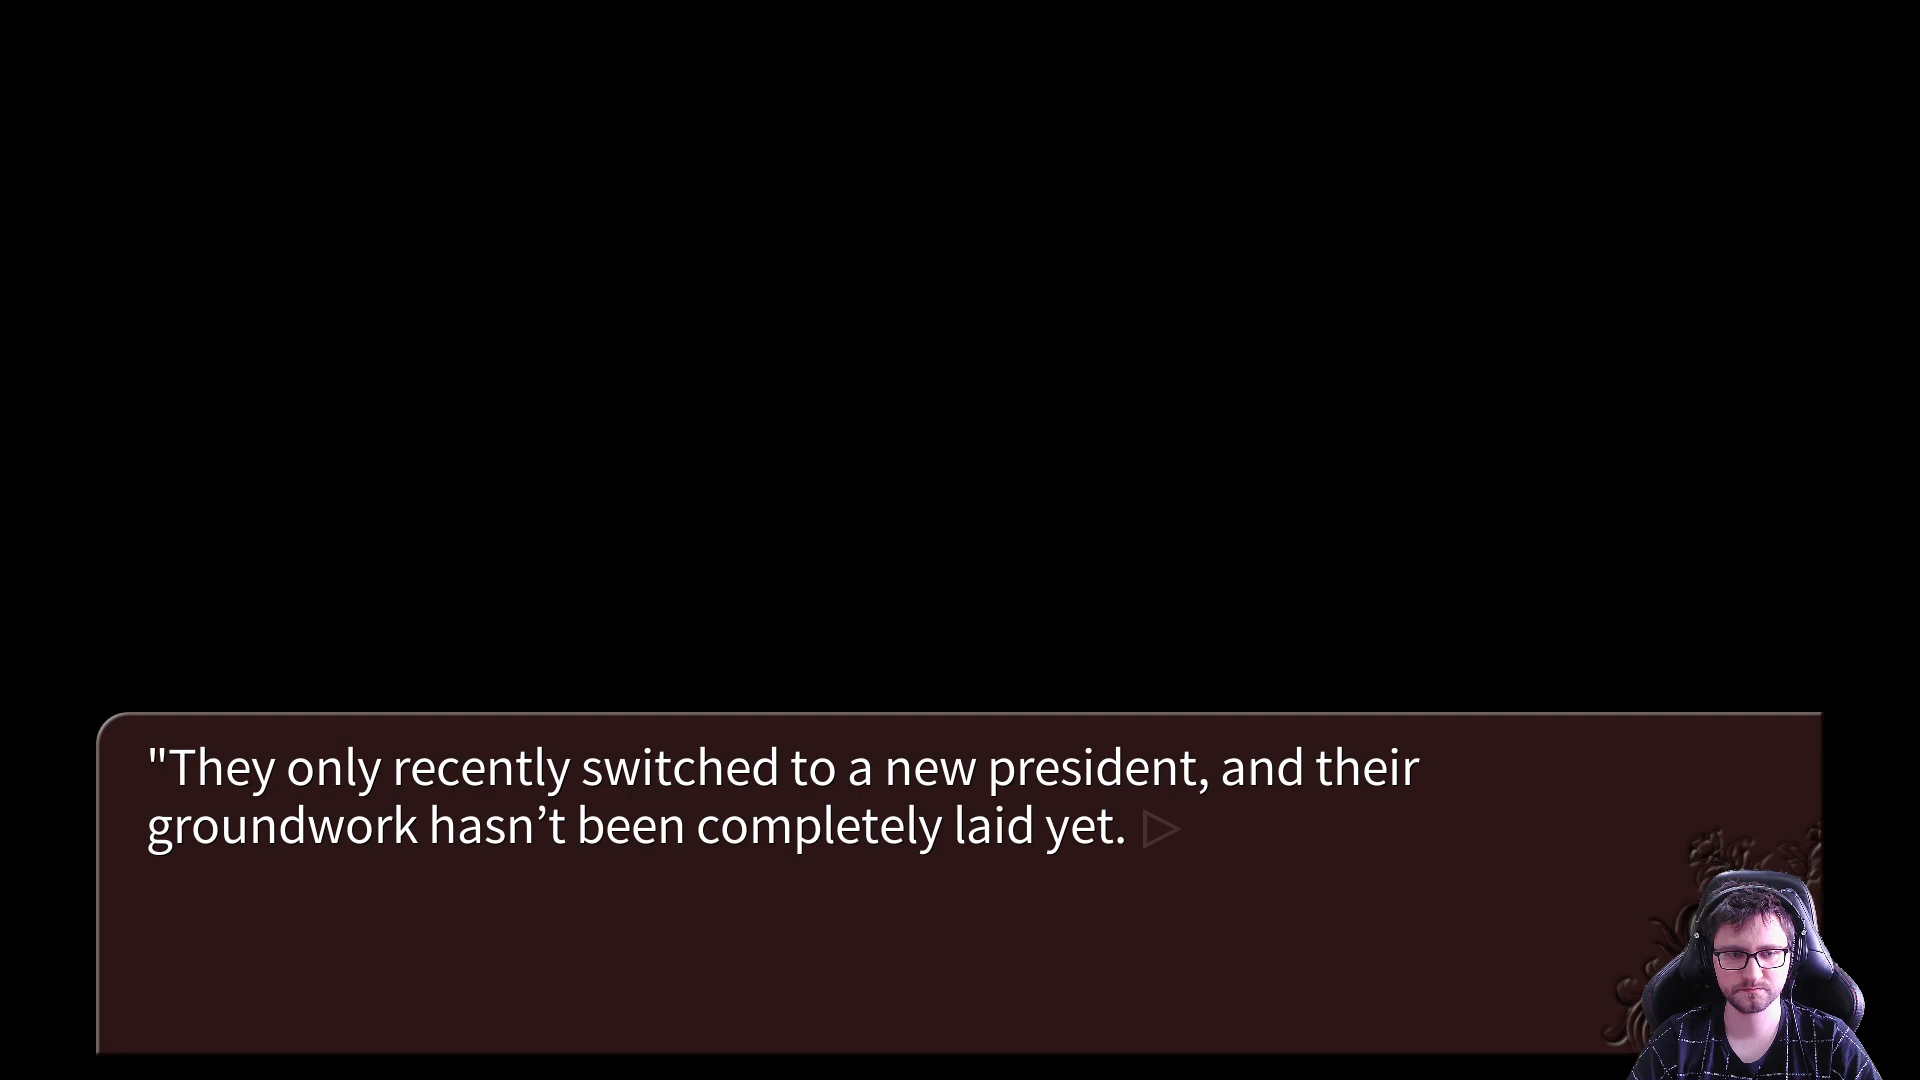 "They only recently switched to a new president, and their
groundwork hasn’t been completely laid yet.